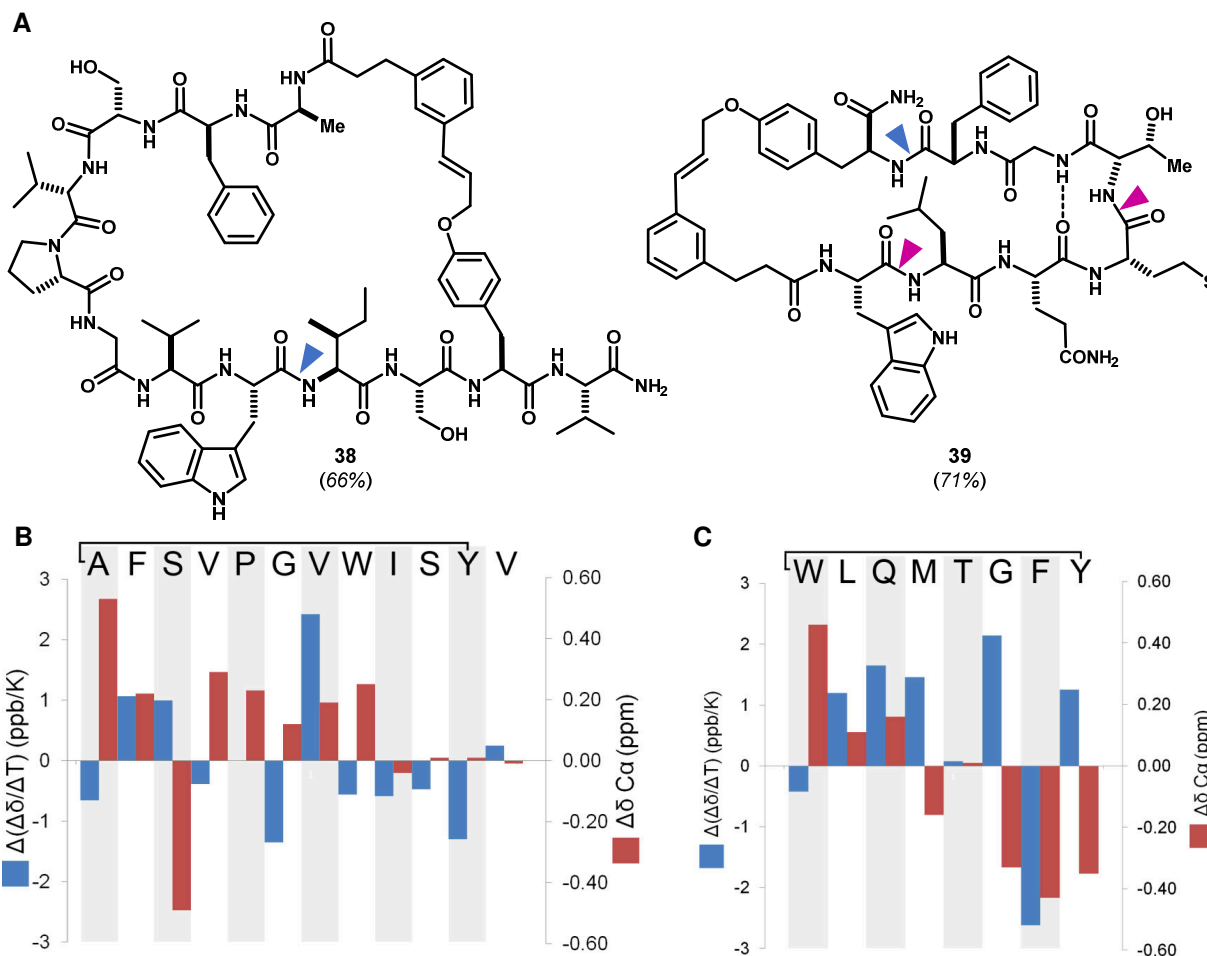 A
38
(66%)
39
(71%)
HO
O
O
O
H
N
O
N
H
O
HN
Me
O
N
H
O
O
N
O
NH
O
N
H
H
N
O
O
N
H
O
H
N
O
N
H
O
H
N
O
NH₂
OH
N
H
O
O
NH₂
N
H
O
H
N
O
N
H
O
OH
Me
HN
O
O
H
N
O
N
H
O
H
N
O
N
H
O
NH
CONH₂
S
B
A F S V P G V W I S Y V
3
2
1
0
-1
-2
-3
Δ(Δδ/ΔT) (ppb/K)
0.60
0.40
0.20
0.00
-0.20
-0.40
-0.60
Δδ Cα (ppm)
C
W L Q M T G F Y
3
2
1
0
-1
-2
-3
Δ(Δδ/ΔT) (ppb/K)
0.60
0.40
0.20
0.00
-0.20
-0.40
-0.60
Δδ Cα (ppm)